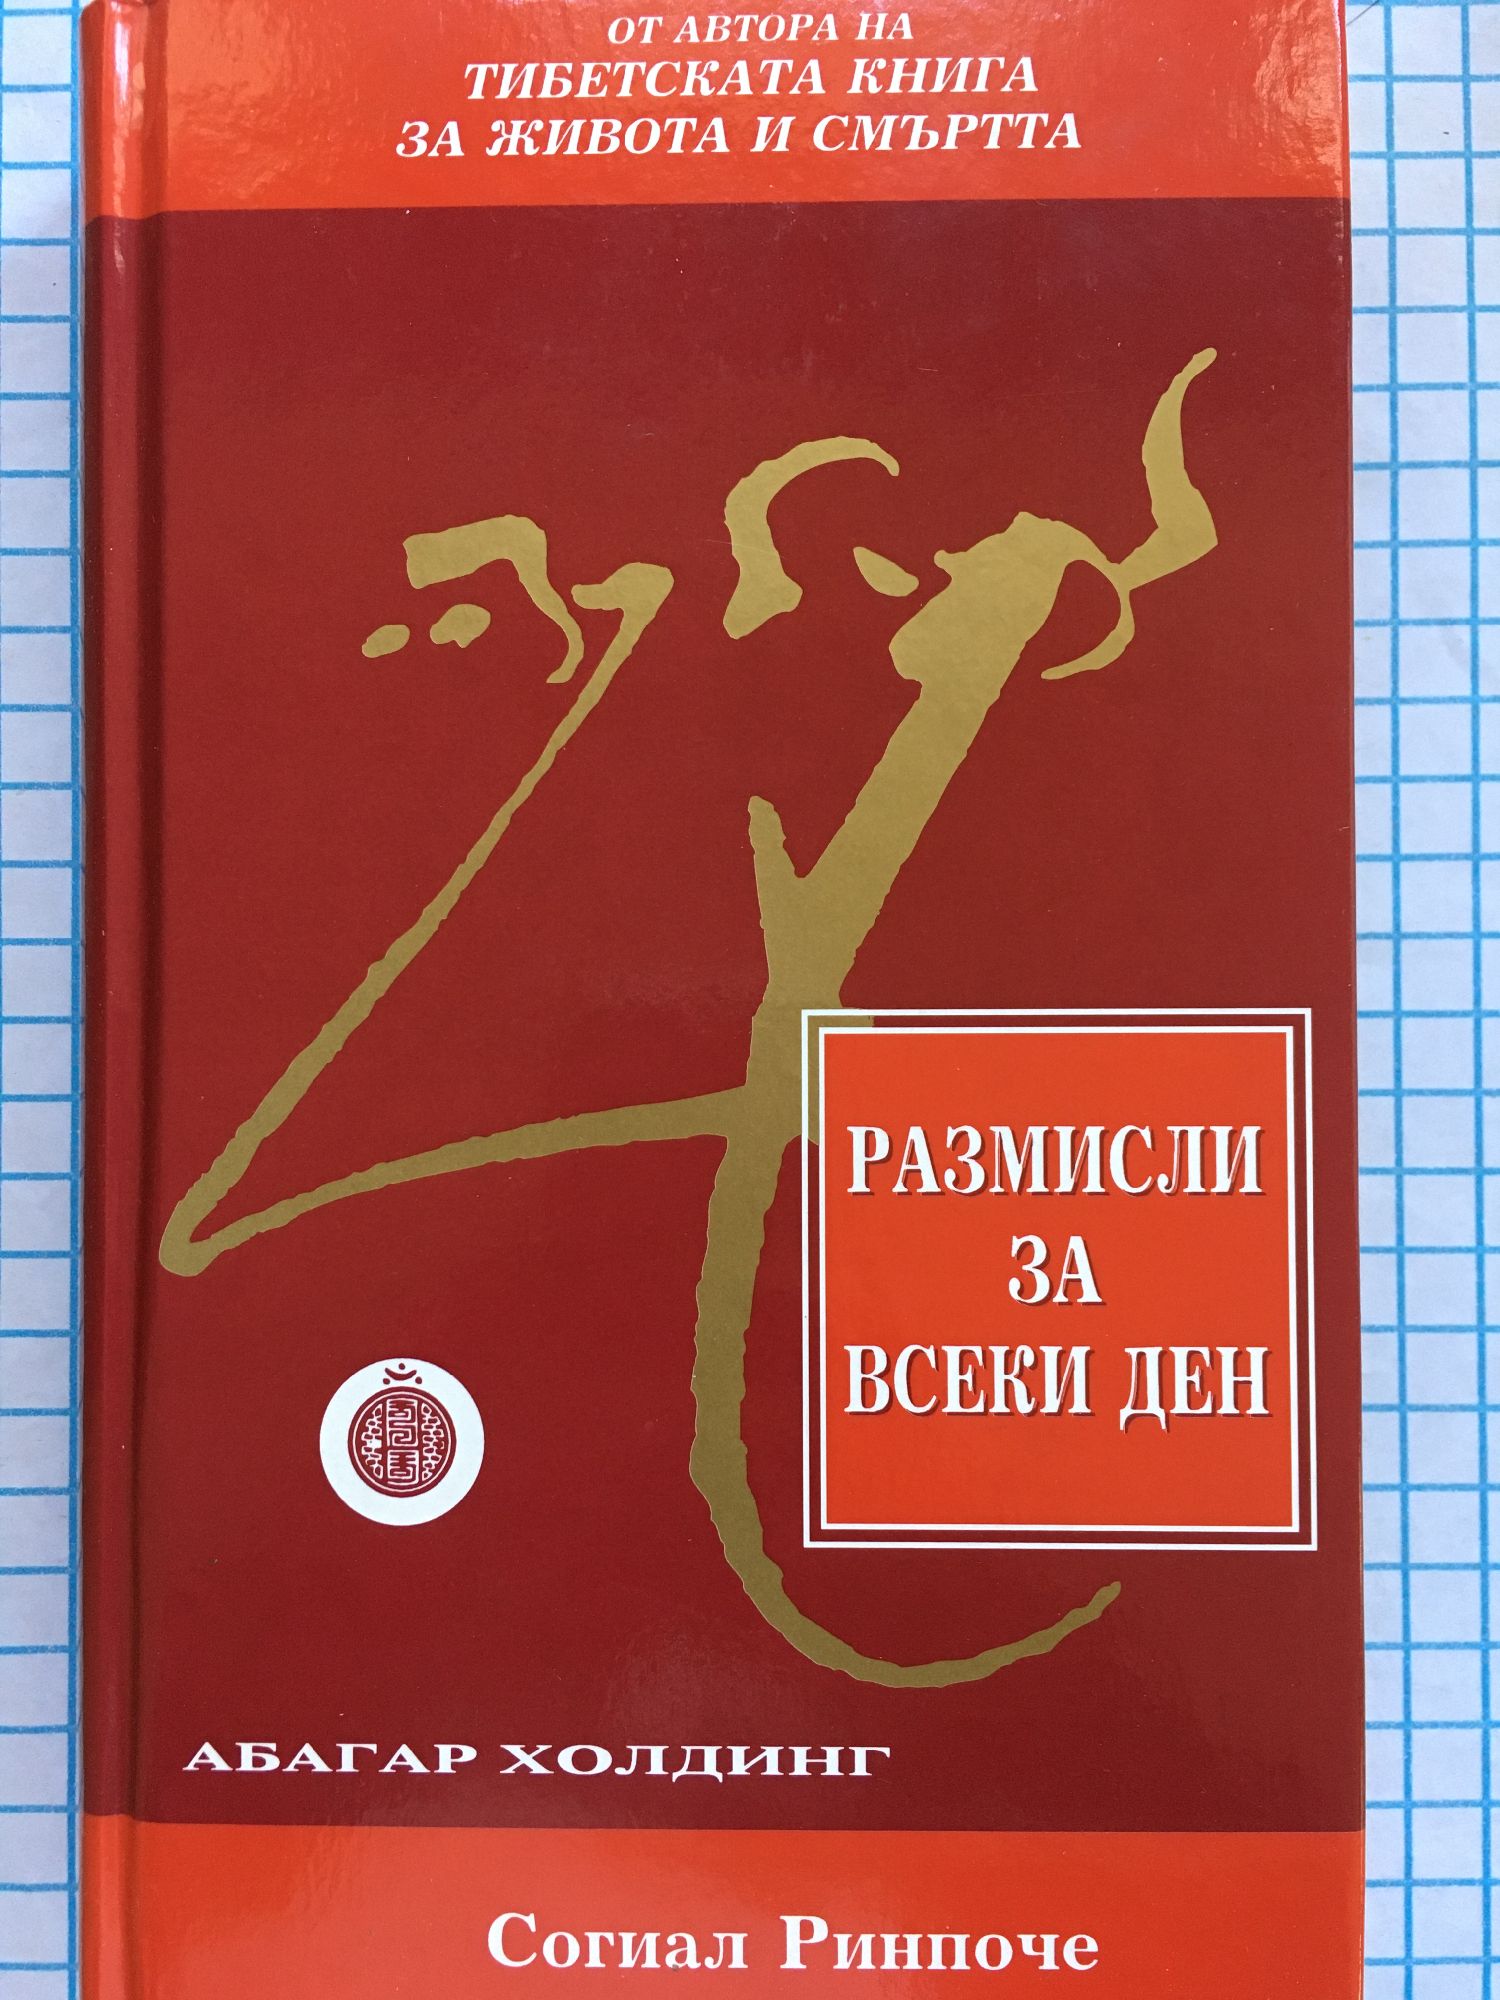 ОТ АВТОРА НА
ТИБЕТСКАТА КНИГА
ЗА ЖИВОТА И СМЪРТТА
РАЗМИСЛИ
ЗА
ВСЕКИ ДЕН
АБАГАР ХОЛДИНГ
Согиал Ринпоче